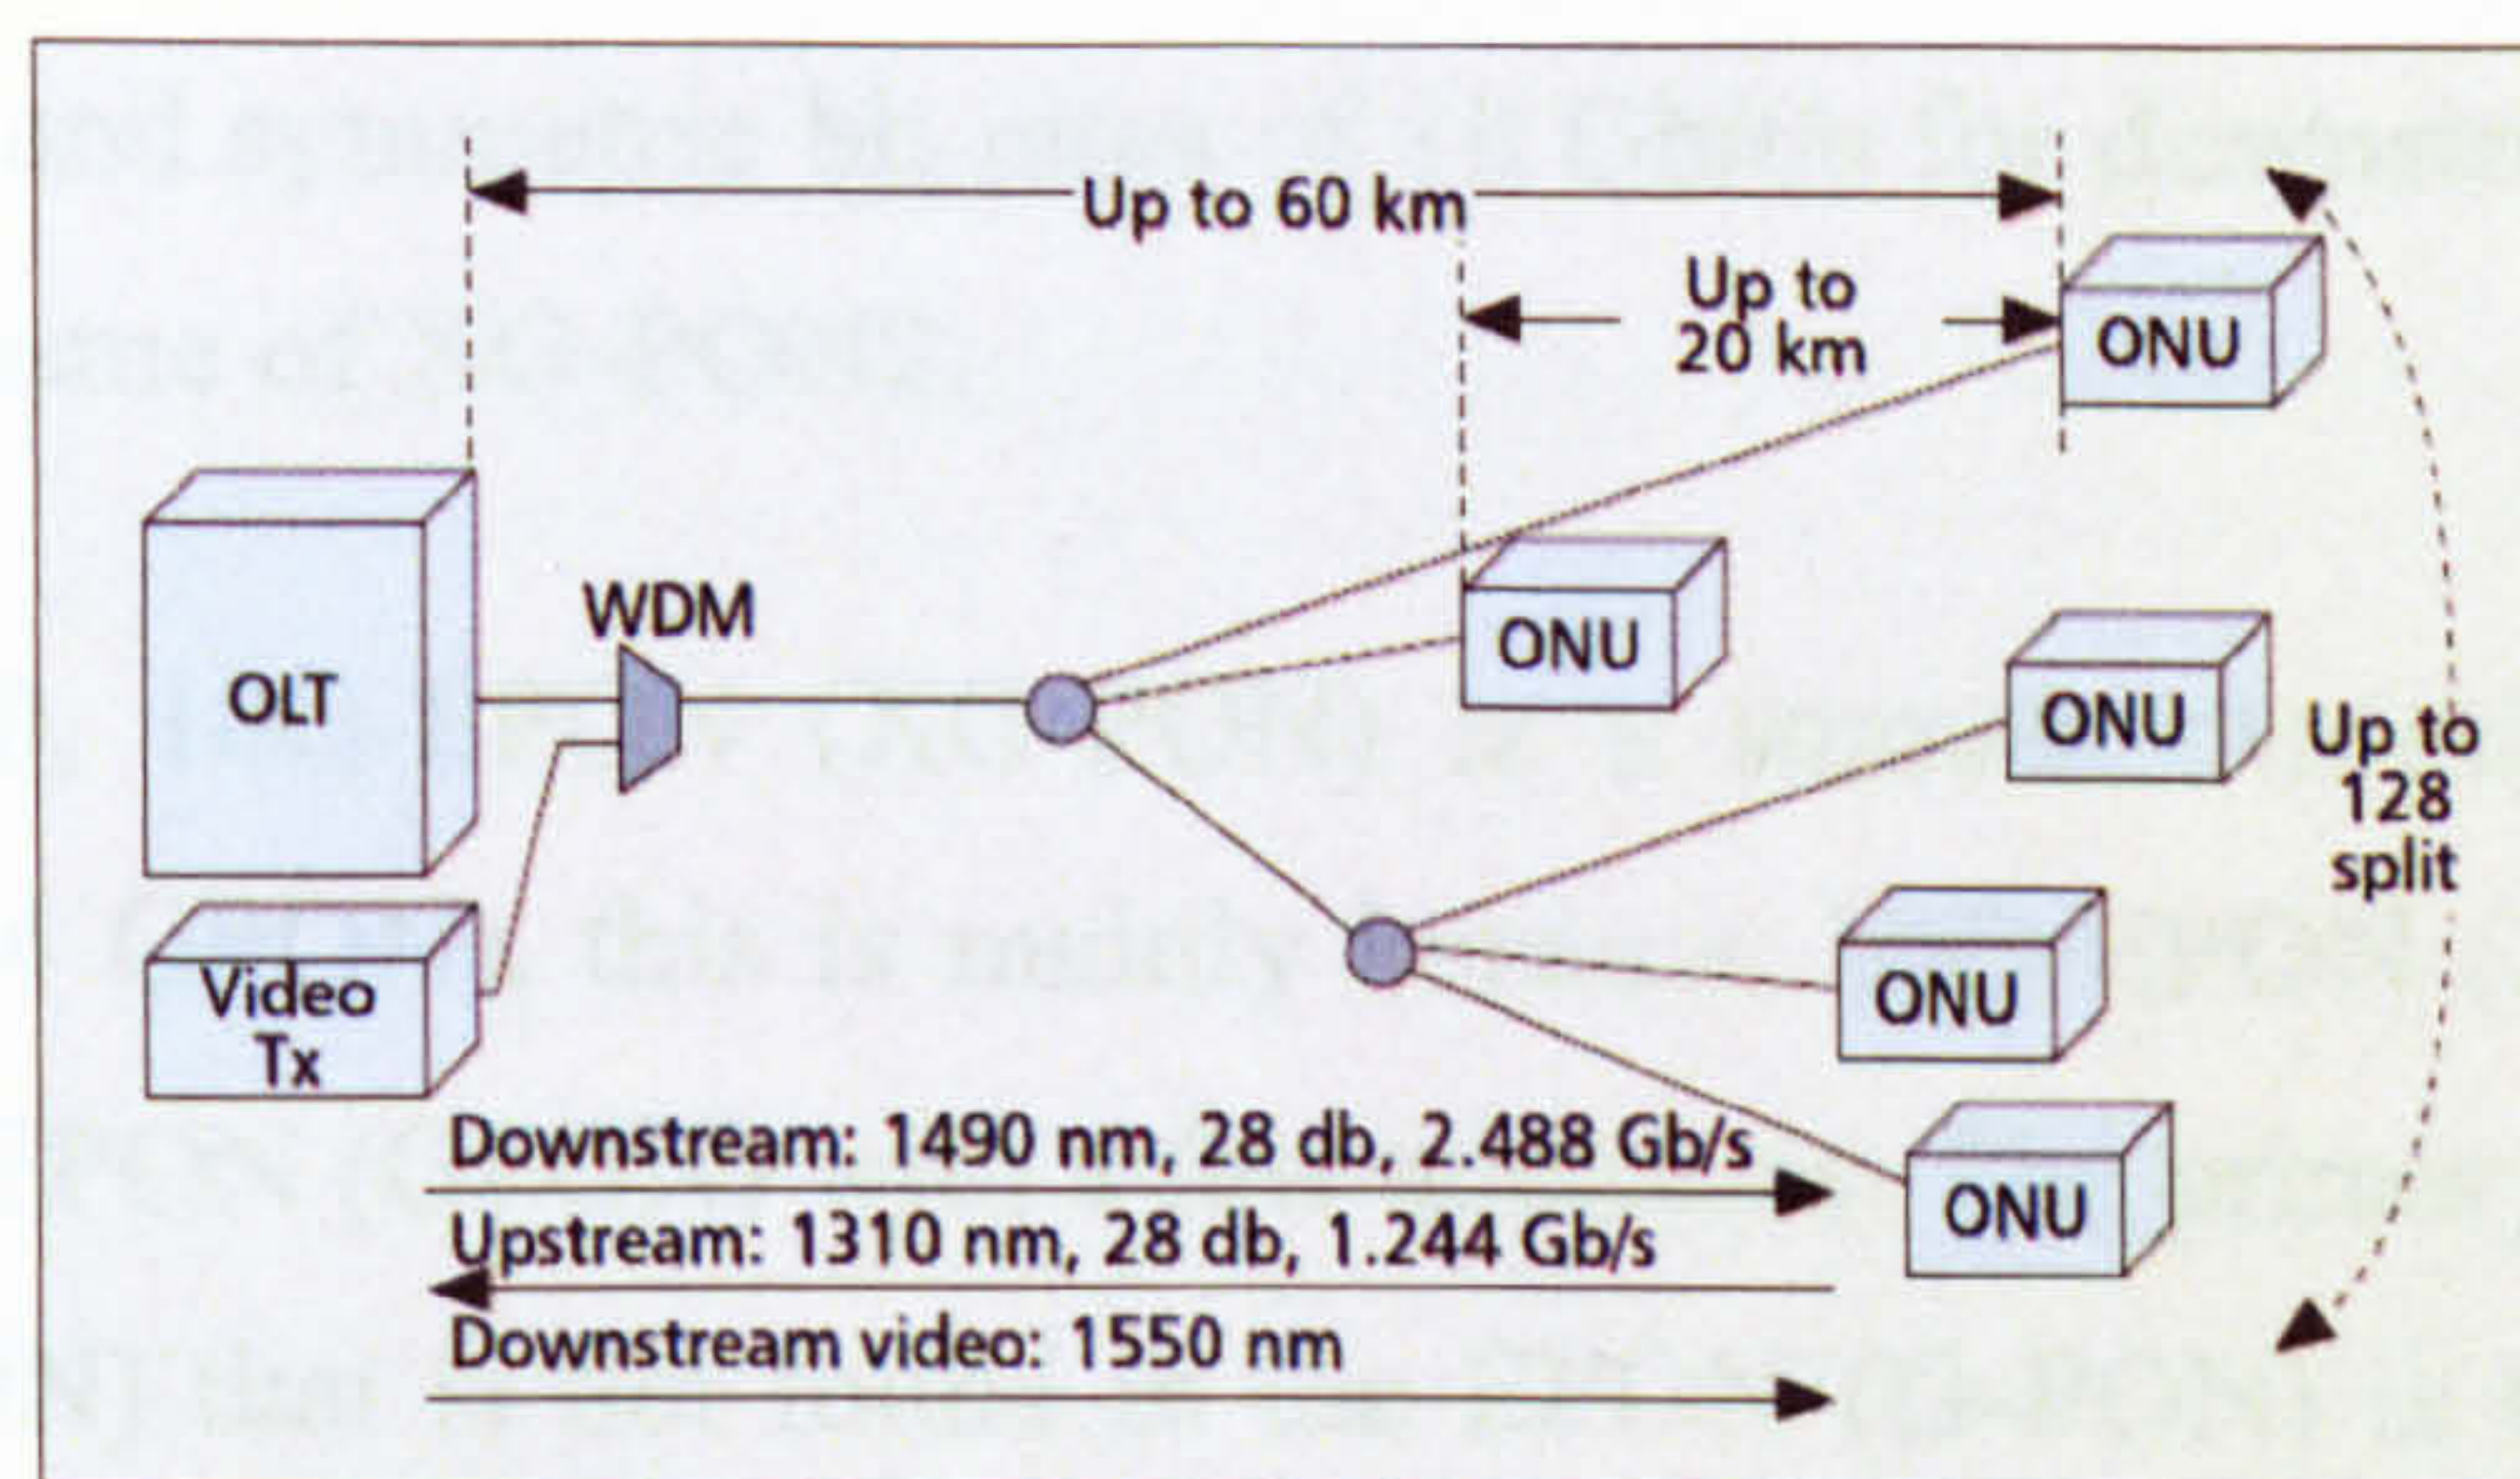 Up to 60 km
Up to
20 km
ONU
WDM
ONU
OLT
ONU
Up to
128
split
Video
Tx
ONU
Downstream: 1490 nm, 28 db, 2.488 Gb/s
ONU
Upstream: 1310 nm, 28 db, 1.244 Gb/s
Downstream video: 1550 nm